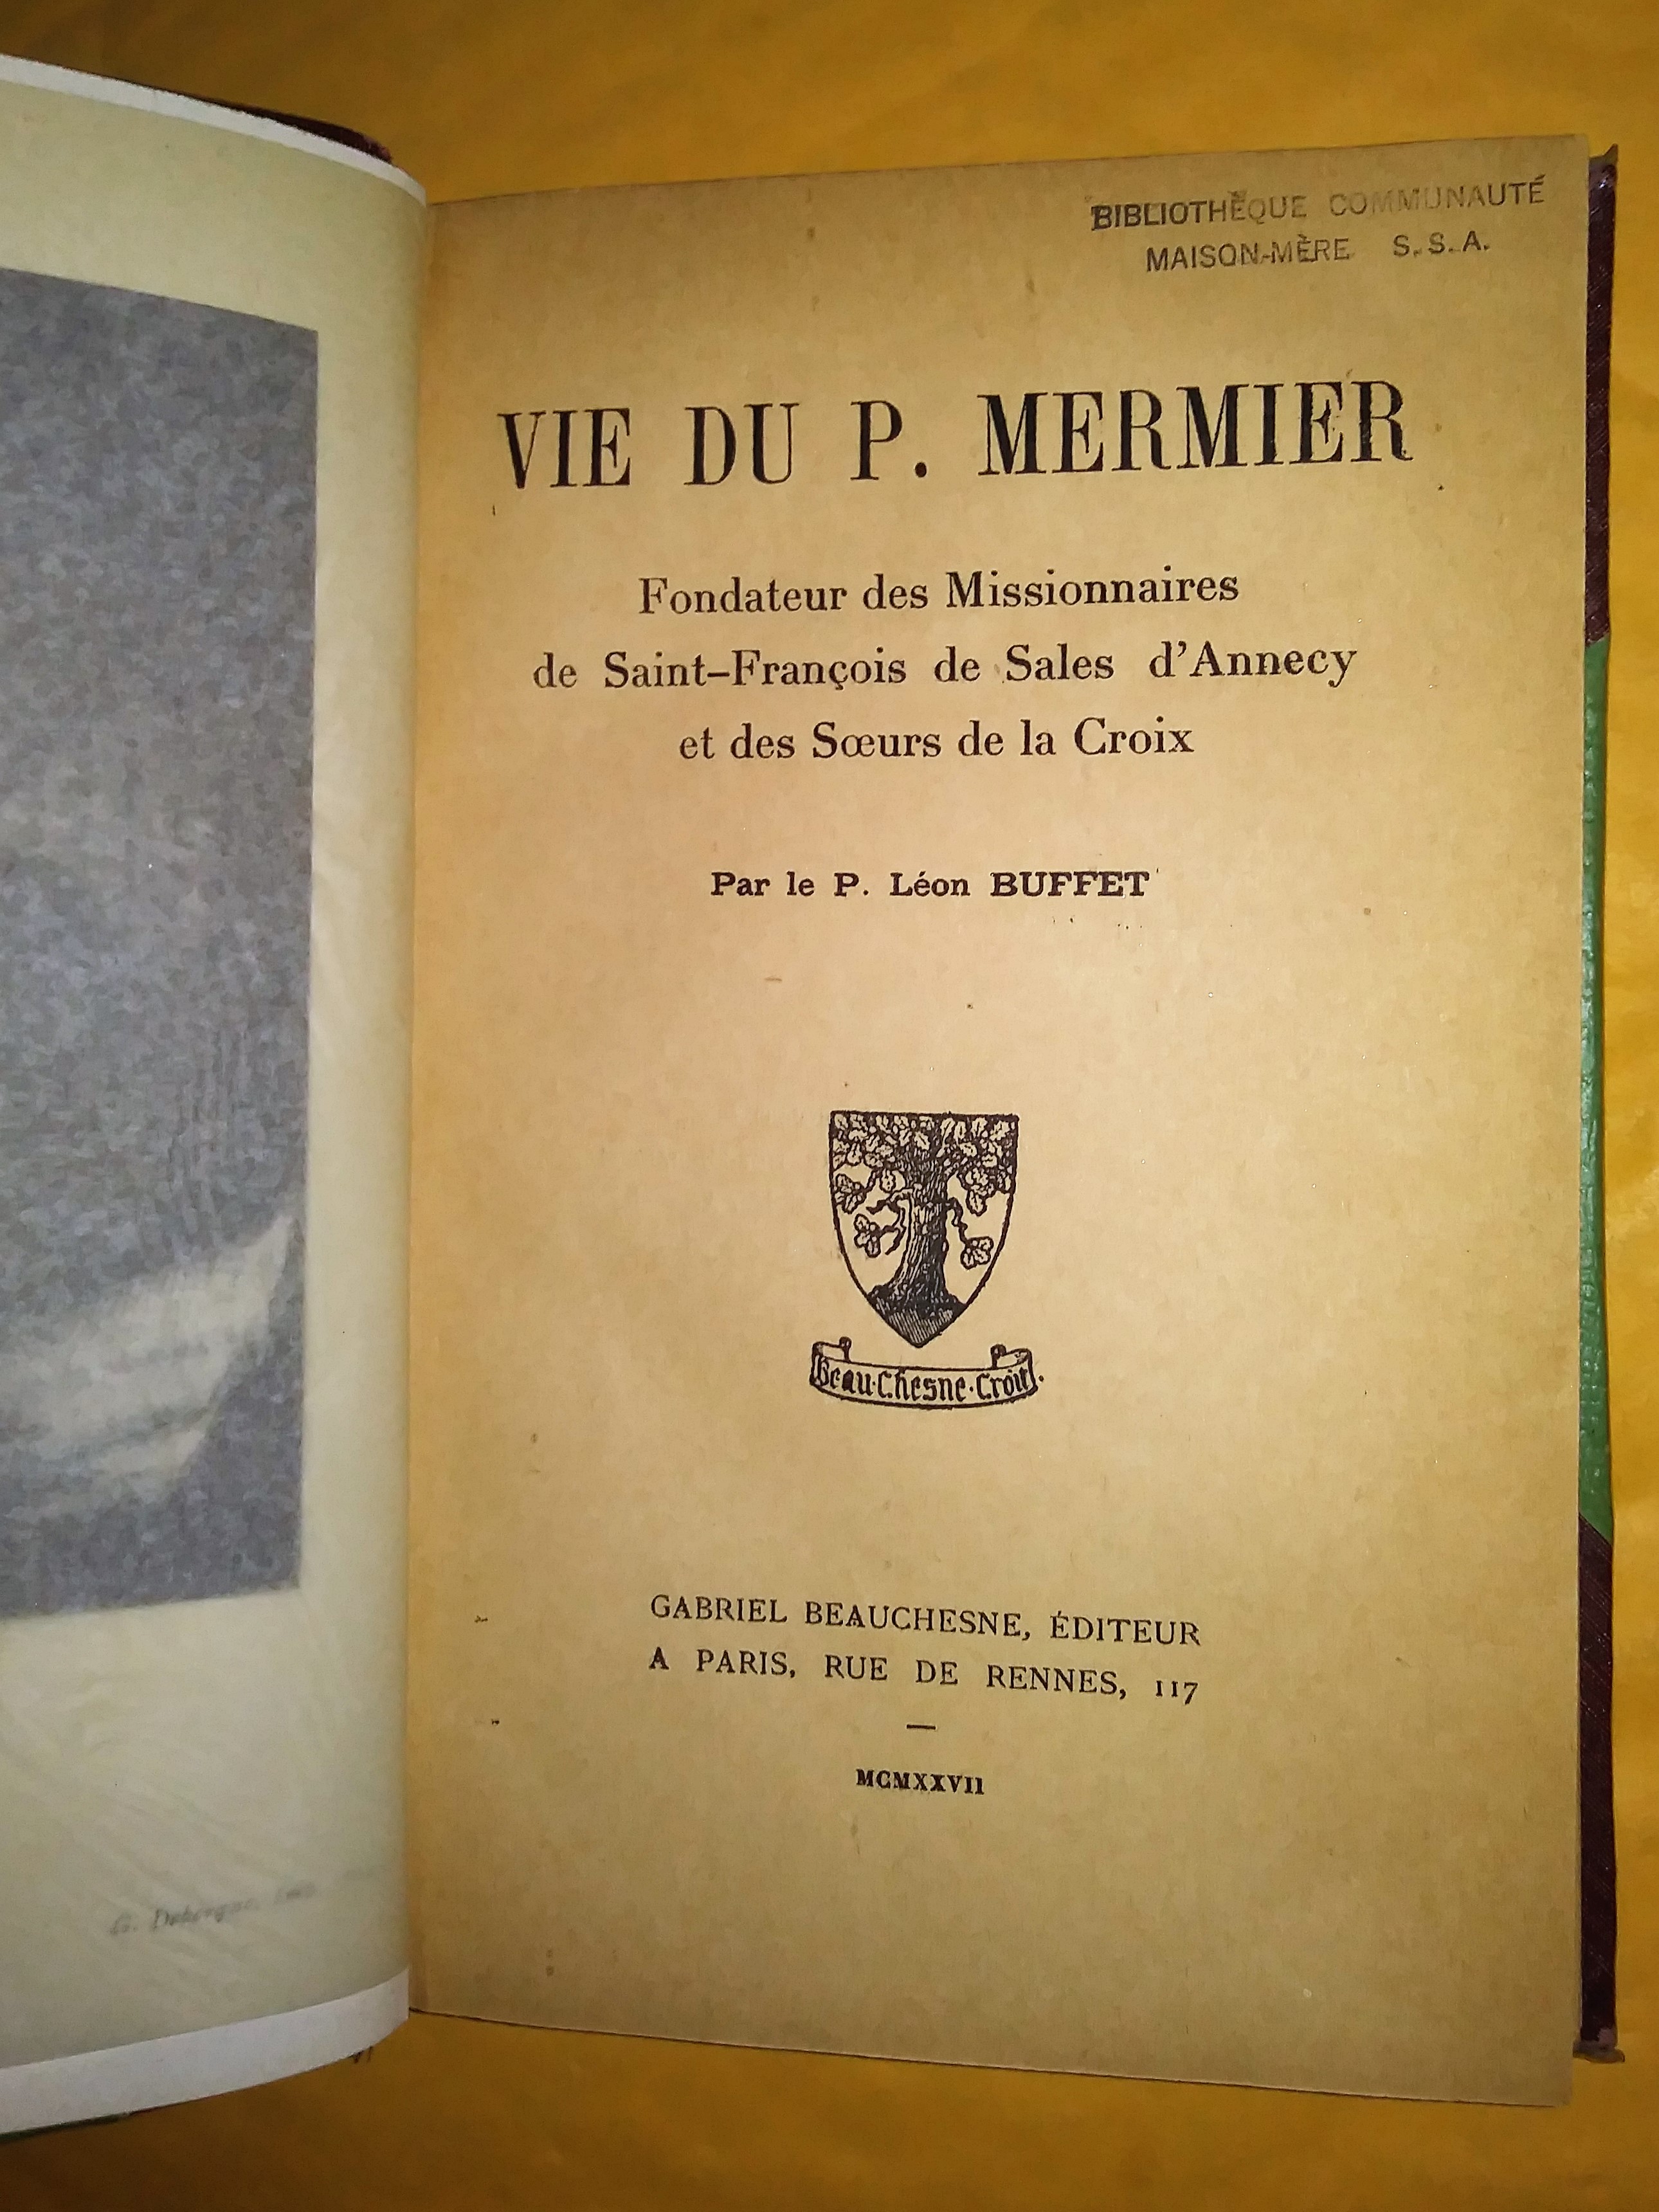 BIBLIOTHÈQUE COMMUNAUTÉ
MAISON-MÈRE S.S.A.
VIE DU P. MERMIER
Fondateur des Missionnaires
de Saint-François de Sales d'Annecy
et des Sœurs de la Croix
Par le P. Léon BUFFET
Beau·Chesne·Croit
GABRIEL BEAUCHESNE, ÉDITEUR
A PARIS, RUE DE RENNES, 117
—
MCMXXVII